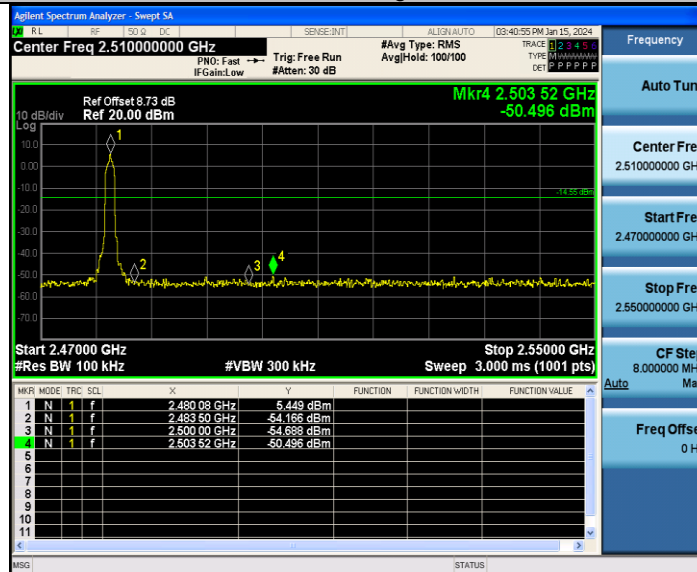 Agilent Spectrum Analyzer - Swept SA
RL RF 50 Ω DC SENSE:INT ALIGN AUTO 03:40:55 PM Jan 15, 2024
Center Freq 2.510000000 GHz #Avg Type: RMS TRACE 1 2 3 4 5 6
PNO: Fast Trig: Free Run Avg|Hold: 100/100 TYPE M
IFGain:Low #Atten: 30 dB DET P P P P P P
Frequency
Mkr4 2.503 52 GHz
-50.496 dBm
Ref Offset 8.73 dB
10 dB/div Ref 20.00 dBm
Log
10.0
0.00
-10.0
-20.0
-30.0
-40.0
-50.0
-60.0
-70.0
1
2
3
4
-14.55 dBm
Start 2.47000 GHz Stop 2.55000 GHz
#Res BW 100 kHz #VBW 300 kHz Sweep 3.000 ms (1001 pts)
MKR MODE TRC SCL X Y FUNCTION FUNCTION WIDTH FUNCTION VALUE
1 N 1 f 2.480 08 GHz 5.449 dBm
2 N 1 f 2.483 50 GHz -54.166 dBm
3 N 1 f 2.500 00 GHz -54.688 dBm
4 N 1 f 2.503 52 GHz -50.496 dBm
5
6
7
8
9
10
11
MSG STATUS
Auto Tun
Center Fre
2.510000000 GH
Start Fre
2.470000000 GH
Stop Fre
2.550000000 GH
CF Ste
8.000000 MH
Auto Ma
Freq Offse
0 H